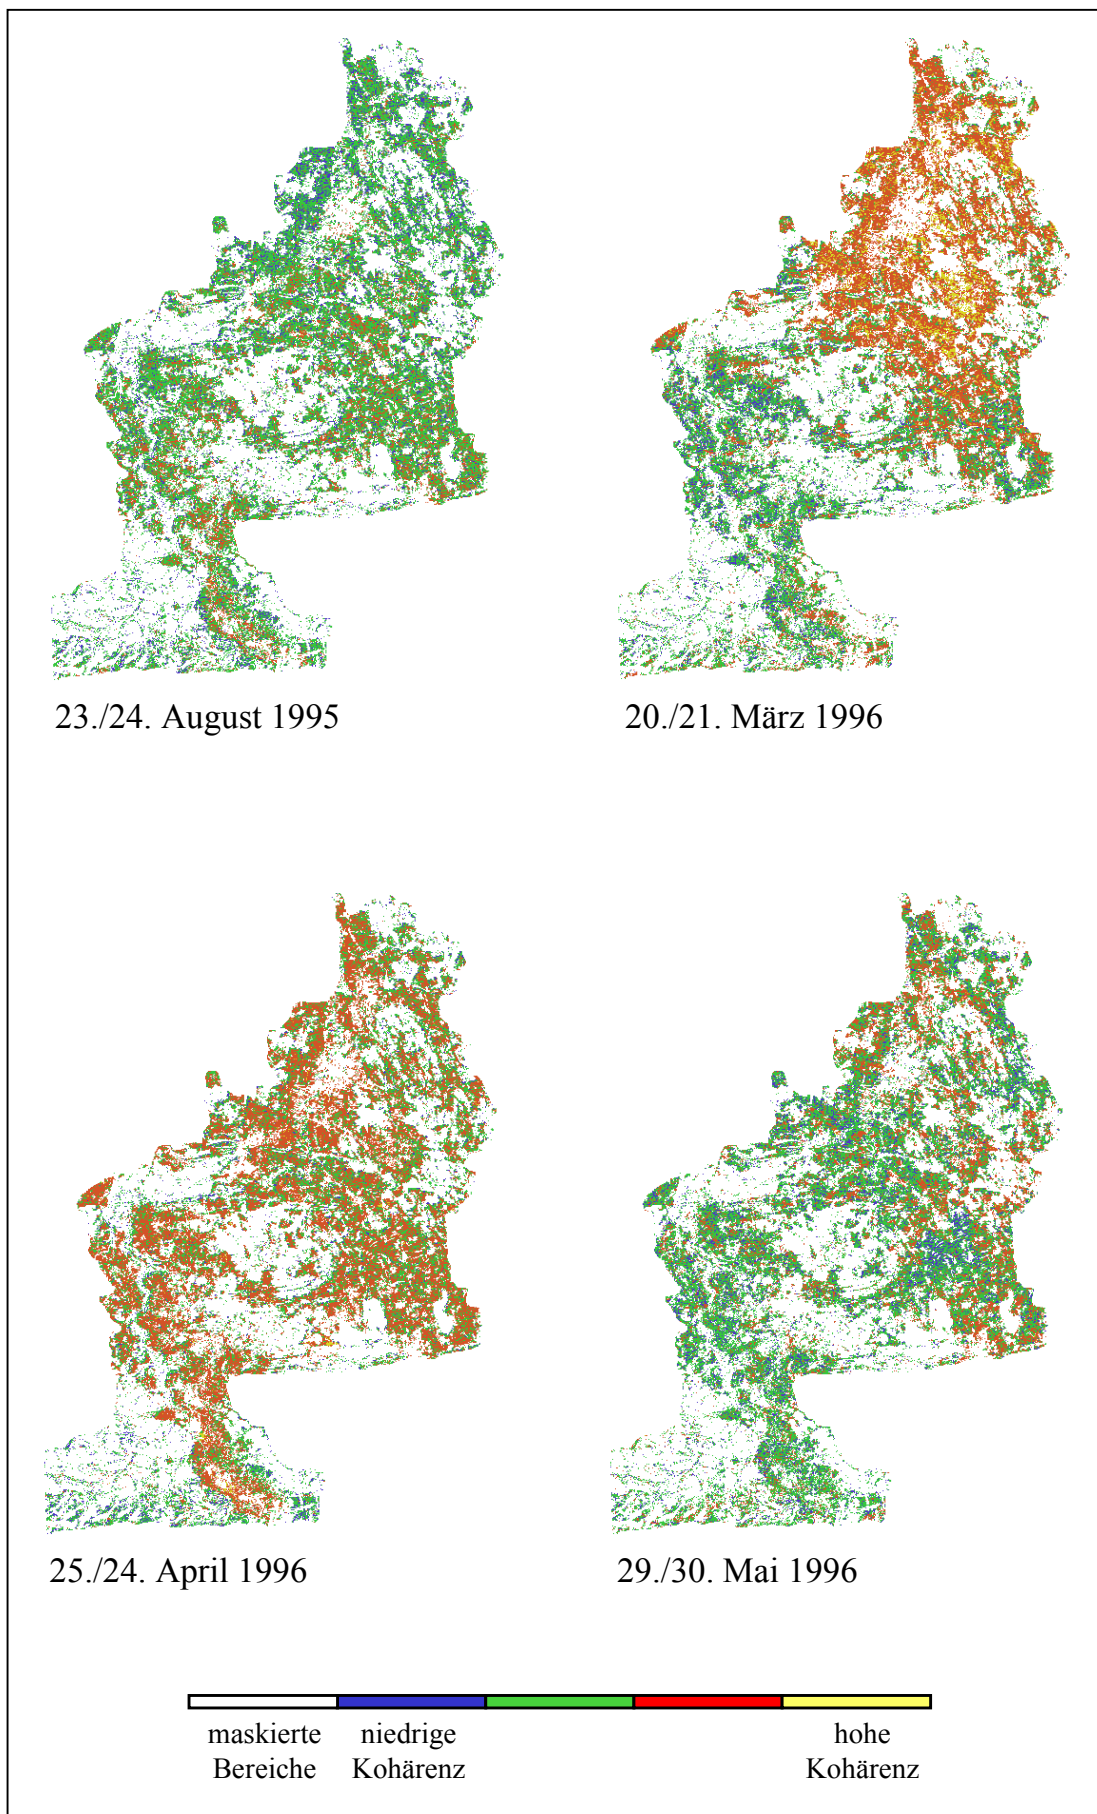 23./24. August 1995
20./21. März 1996
25./24. April 1996
29./30. Mai 1996
maskierte Bereiche
niedrige Kohärenz
hohe Kohärenz